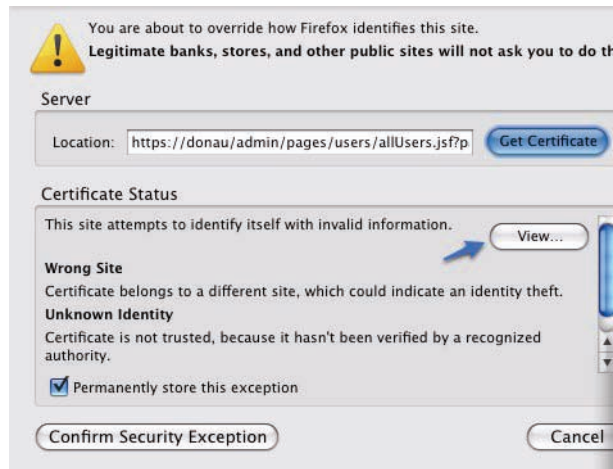 You are about to override how Firefox identifies this site.
Legitimate banks, stores, and other public sites will not ask you to do th
Server
Location: https://donau/admin/pages/users/allUsers.jsf?p Get Certificate
Certificate Status
This site attempts to identify itself with invalid information.
View...
Wrong Site
Certificate belongs to a different site, which could indicate an identity theft.
Unknown Identity
Certificate is not trusted, because it hasn't been verified by a recognized
authority.
Permanently store this exception
Confirm Security Exception Cancel